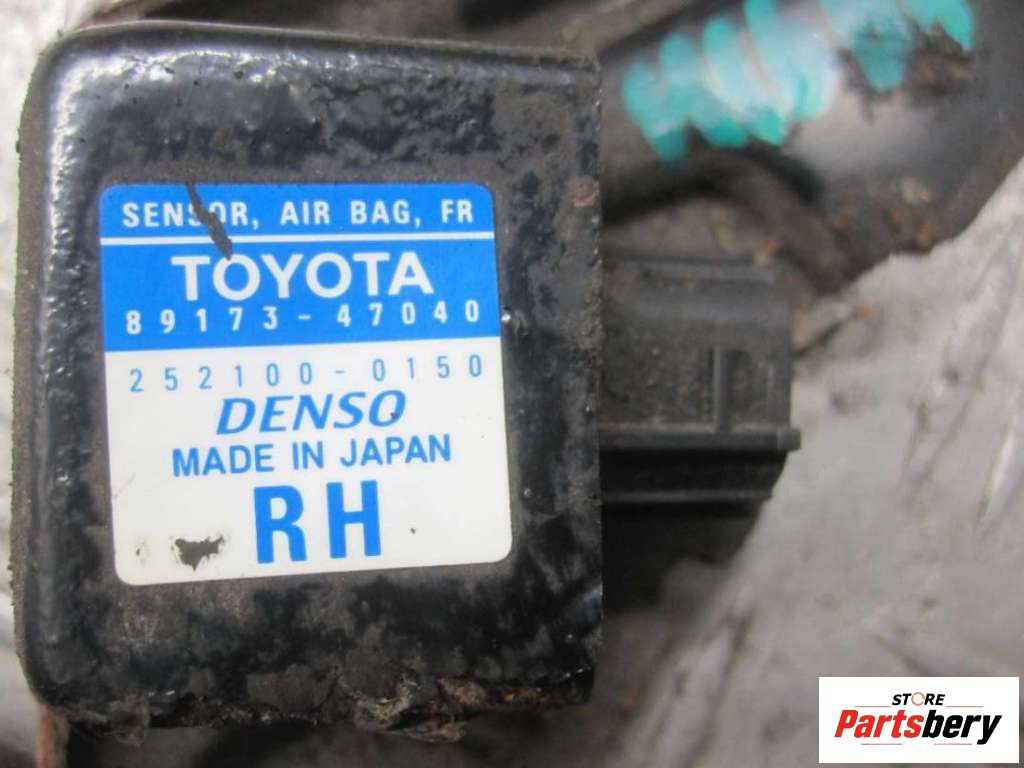 SENSOR, AIR BAG, FR
TOYOTA
89173-47040
252100-0150
DENSO
MADE IN JAPAN
RH
STORE
Partsbery